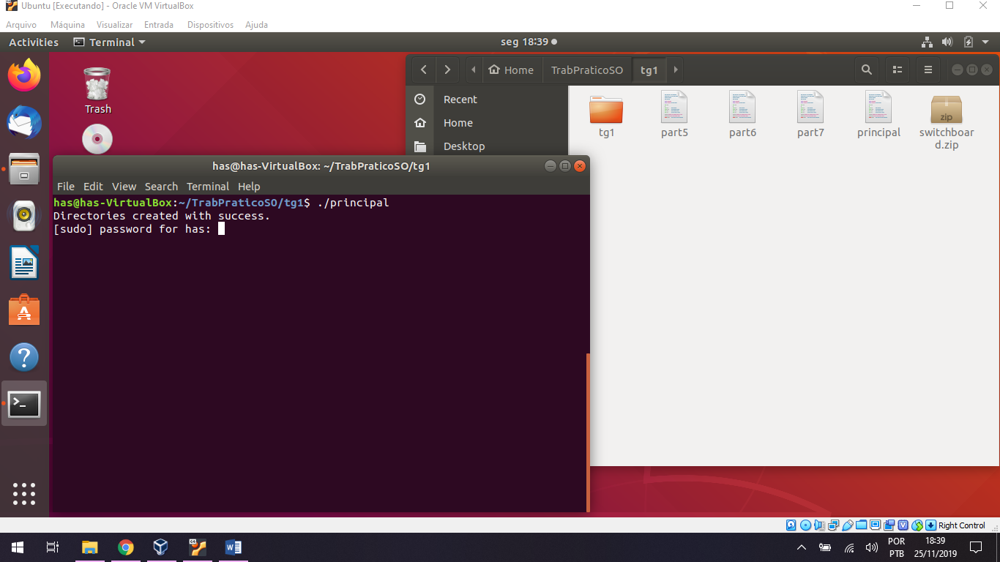 Ubuntu [Executando] - Oracle VM VirtualBox
Arquivo Máquina Visualizar Entrada Dispositivos Ajuda
Activities Terminal seg 18:39
Home TrabPraticoSO tg1
Trash
Recent
Home
Desktop
tg1 part5 part6 part7 principal switchboar
d.zip
zip
has@has-VirtualBox: ~/TrabPraticoSO/tg1
File Edit View Search Terminal Help
has@has-VirtualBox:~/TrabPraticoSO/tg1$ ./principal
Directories created with success.
[sudo] password for has:
Right Control
POR 18:39
PTB 25/11/2019